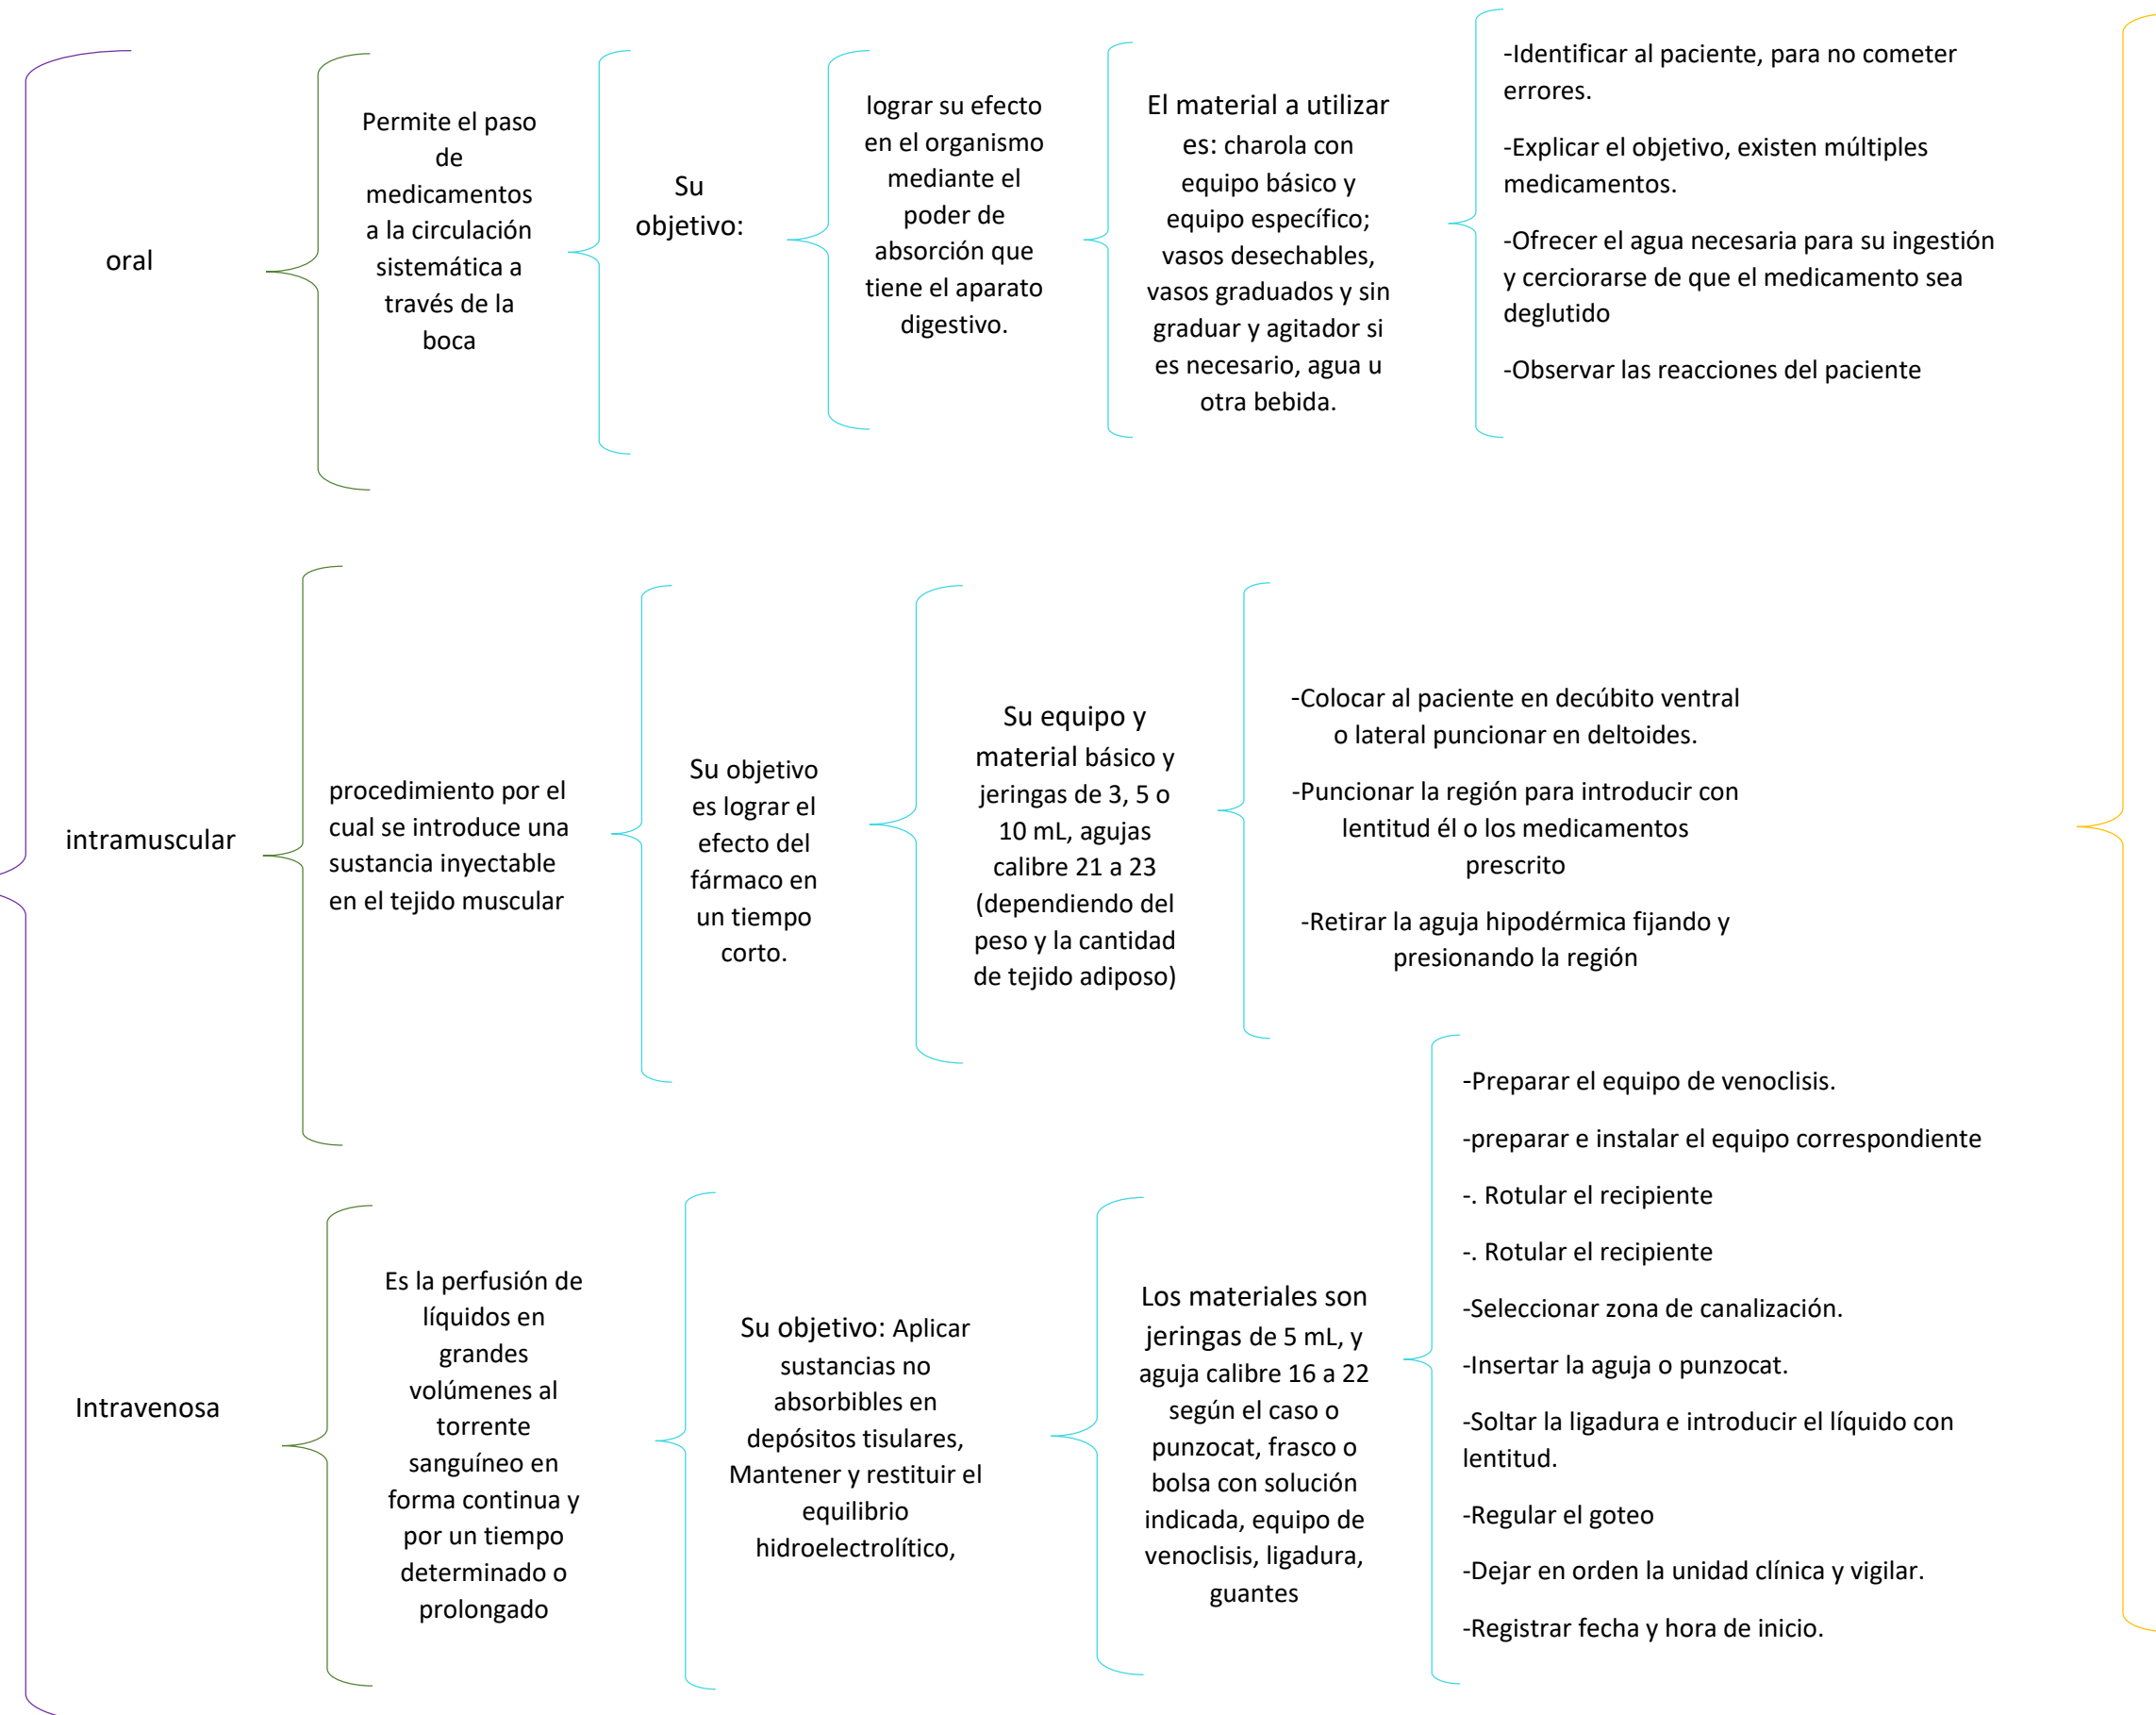 oral
Permite el paso
de
medicamentos
a la circulación
sistemática a
través de la
boca
Su
objetivo:
lograr su efecto
en el organismo
mediante el
poder de
absorción que
tiene el aparato
digestivo.
El material a utilizar
es: charola con
equipo básico y
equipo específico;
vasos desechables,
vasos graduados y sin
graduar y agitador si
es necesario, agua u
otra bebida.
-Identificar al paciente, para no cometer
errores.
-Explicar el objetivo, existen múltiples
medicamentos.
-Ofrecer el agua necesaria para su ingestión
y cerciorarse de que el medicamento sea
deglutido
-Observar las reacciones del paciente
intramuscular
procedimiento por el
cual se introduce una
sustancia inyectable
en el tejido muscular
Su objetivo
es lograr el
efecto del
fármaco en
un tiempo
corto.
Su equipo y
material básico y
jeringas de 3, 5 o
10 mL, agujas
calibre 21 a 23
(dependiendo del
peso y la cantidad
de tejido adiposo)
-Colocar al paciente en decúbito ventral
o lateral puncionar en deltoides.
-Puncionar la región para introducir con
lentitud él o los medicamentos
prescrito
-Retirar la aguja hipodérmica fijando y
presionando la región
Intravenosa
Es la perfusión de
líquidos en
grandes
volúmenes al
torrente
sanguíneo en
forma continua y
por un tiempo
determinado o
prolongado
Su objetivo: Aplicar
sustancias no
absorbibles en
depósitos tisulares,
Mantener y restituir el
equilibrio
hidroelectrolítico,
Los materiales son
jeringas de 5 mL, y
aguja calibre 16 a 22
según el caso o
punzocat, frasco o
bolsa con solución
indicada, equipo de
venoclisis, ligadura,
guantes
-Preparar el equipo de venoclisis.
-preparar e instalar el equipo correspondiente
-. Rotular el recipiente
-. Rotular el recipiente
-Seleccionar zona de canalización.
-Insertar la aguja o punzocat.
-Soltar la ligadura e introducir el líquido con
lentitud.
-Regular el goteo
-Dejar en orden la unidad clínica y vigilar.
-Registrar fecha y hora de inicio.